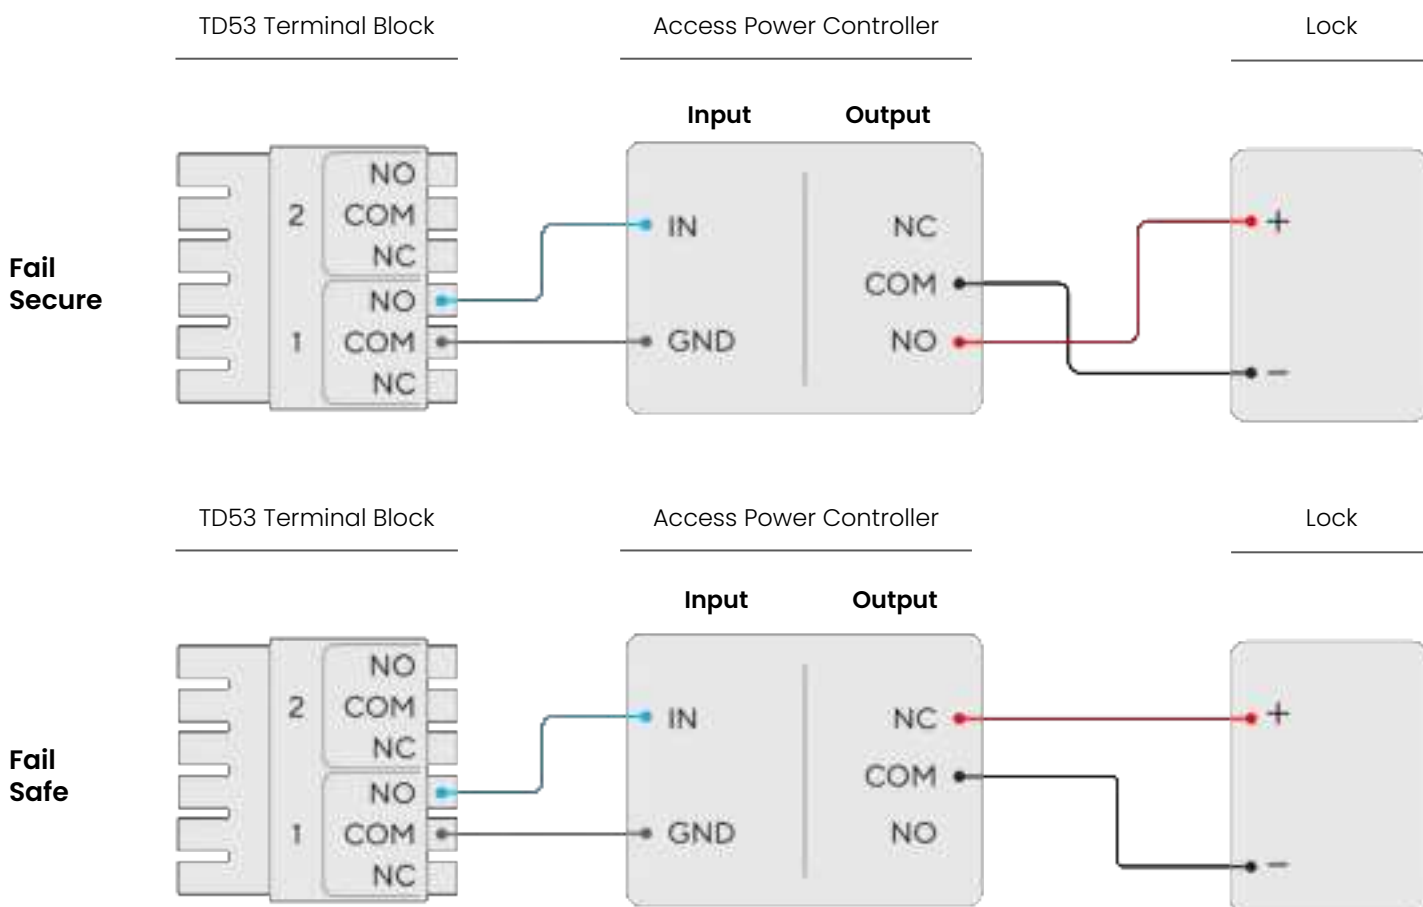 TD53 Terminal Block
Access Power Controller
Lock
Input
Output
Fail
Secure
2
NO
COM
NC
1
NO
COM
NC
IN
GND
NC
COM
NO
+
−
TD53 Terminal Block
Access Power Controller
Lock
Input
Output
Fail
Safe
2
NO
COM
NC
1
NO
COM
NC
IN
GND
NC
COM
NO
+
−